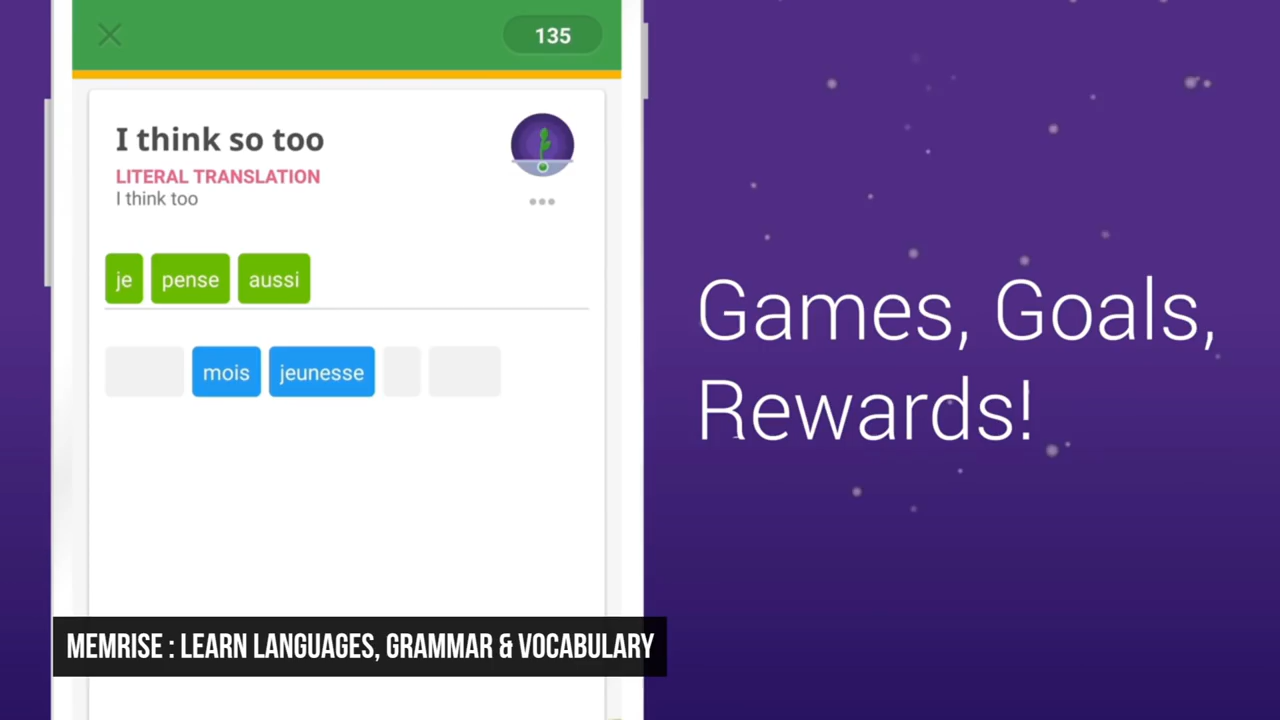 135
I think so too
LITERAL TRANSLATION
I think too
je pense aussi
mois jeunesse
Games, Goals,
Rewards!
MEMRISE : LEARN LANGUAGES, GRAMMAR & VOCABULARY